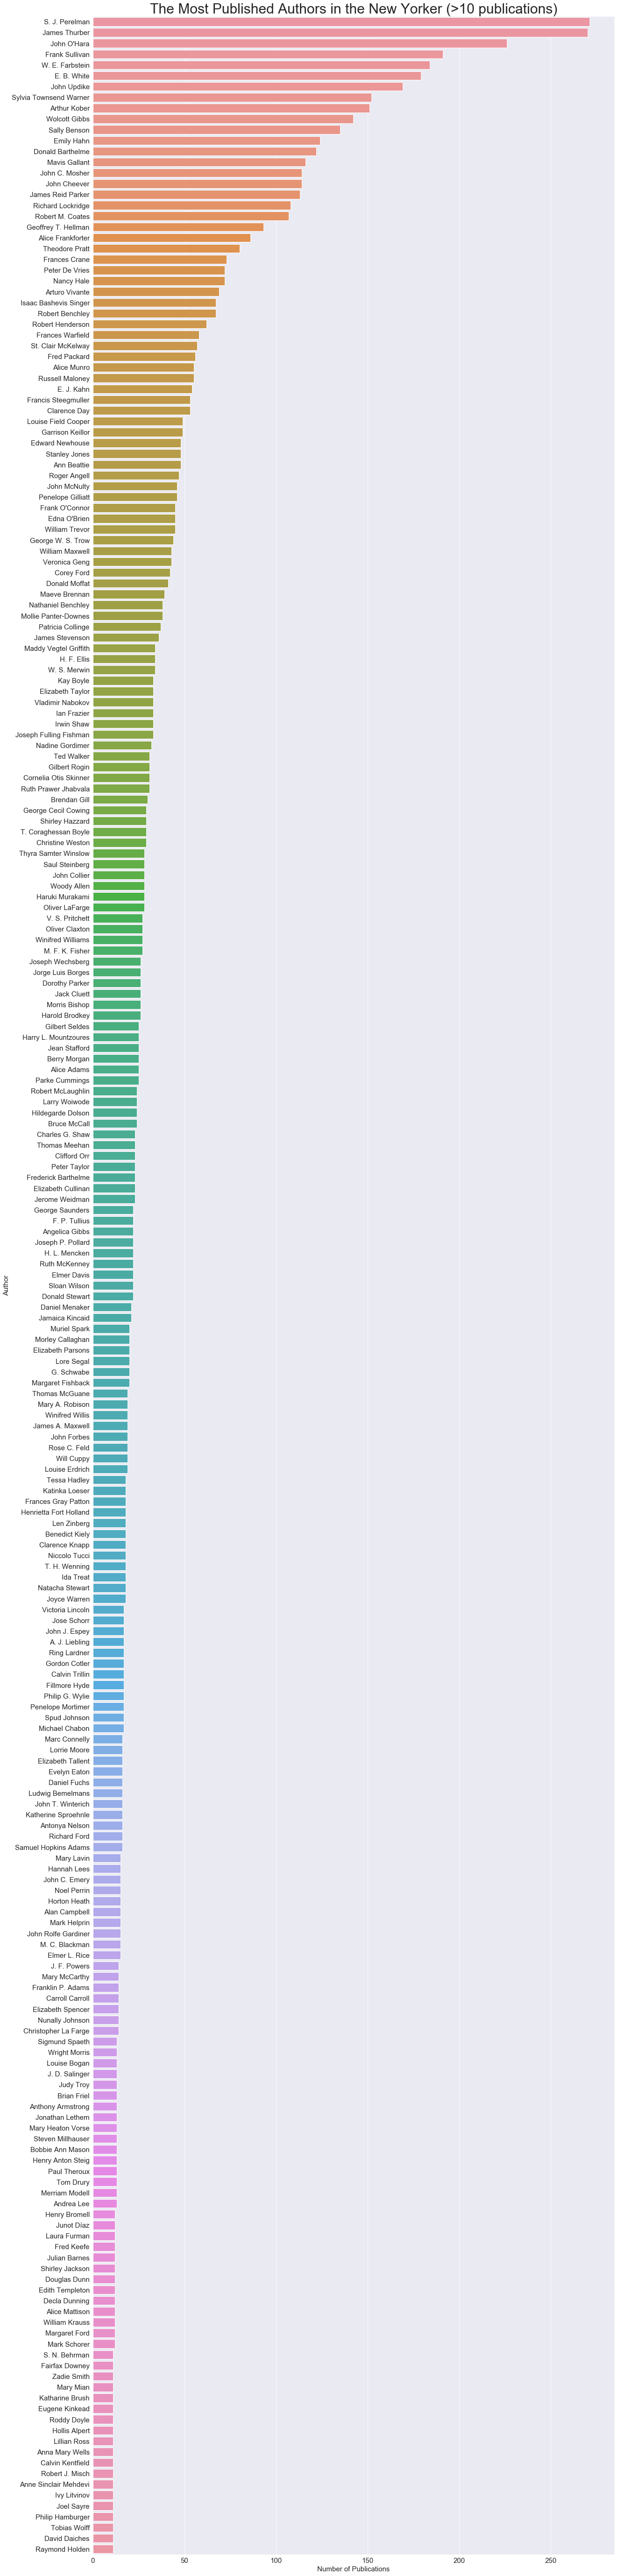 The Most Published Authors in the New Yorker (>10 publications)
S. J. Perelman
James Thurber
John O'Hara
Frank Sullivan
W. E. Farbstein
E. B. White
John Updike
Sylvia Townsend Warner
Arthur Kober
Wolcott Gibbs
Sally Benson
Emily Hahn
Donald Barthelme
Mavis Gallant
John C. Mosher
John Cheever
James Reid Parker
Richard Lockridge
Robert M. Coates
Geoffrey T. Hellman
Alice Frankforter
Theodore Pratt
Frances Crane
Peter De Vries
Nancy Hale
Arturo Vivante
Isaac Bashevis Singer
Robert Benchley
Robert Henderson
Frances Warfield
St. Clair McKelway
Fred Packard
Alice Munro
Russell Maloney
E. J. Kahn
Francis Steegmuller
Clarence Day
Louise Field Cooper
Garrison Keillor
Edward Newhouse
Stanley Jones
Ann Beattie
Roger Angell
John McNulty
Penelope Gilliatt
Frank O'Connor
Edna O'Brien
William Trevor
George W. S. Trow
William Maxwell
Veronica Geng
Corey Ford
Donald Moffat
Maeve Brennan
Nathaniel Benchley
Mollie Panter-Downes
Patricia Collinge
James Stevenson
Maddy Vegtel Griffith
H. F. Ellis
W. S. Merwin
Kay Boyle
Elizabeth Taylor
Vladimir Nabokov
Ian Frazier
Irwin Shaw
Joseph Fulling Fishman
Nadine Gordimer
Ted Walker
Gilbert Rogin
Cornelia Otis Skinner
Ruth Prawer Jhabvala
Brendan Gill
George Cecil Cowing
Shirley Hazzard
T. Coraghessan Boyle
Christine Weston
Thyra Samter Winslow
Saul Steinberg
John Collier
Woody Allen
Haruki Murakami
Oliver LaFarge
V. S. Pritchett
Oliver Claxton
Winifred Williams
M. F. K. Fisher
Joseph Wechsberg
Jorge Luis Borges
Dorothy Parker
Jack Cluett
Morris Bishop
Harold Brodkey
Gilbert Seldes
Harry L. Mountzoures
Jean Stafford
Berry Morgan
Alice Adams
Parke Cummings
Robert McLaughlin
Larry Woiwode
Hildegarde Dolson
Bruce McCall
Charles G. Shaw
Thomas Meehan
Clifford Orr
Peter Taylor
Frederick Barthelme
Elizabeth Cullinan
Jerome Weidman
George Saunders
F. P. Tullius
Angelica Gibbs
Joseph P. Pollard
H. L. Mencken
Ruth McKenney
Elmer Davis
Sloan Wilson
Donald Stewart
Daniel Menaker
Jamaica Kincaid
Muriel Spark
Morley Callaghan
Elizabeth Parsons
Lore Segal
G. Schwabe
Margaret Fishback
Thomas McGuane
Mary A. Robison
Winifred Willis
James A. Maxwell
John Forbes
Rose C. Feld
Will Cuppy
Louise Erdrich
Tessa Hadley
Katinka Loeser
Frances Gray Patton
Henrietta Fort Holland
Len Zinberg
Benedict Kiely
Clarence Knapp
Niccolo Tucci
T. H. Wenning
Ida Treat
Natacha Stewart
Joyce Warren
Victoria Lincoln
Jose Schorr
John J. Espey
A. J. Liebling
Ring Lardner
Gordon Cotler
Calvin Trillin
Fillmore Hyde
Philip G. Wylie
Penelope Mortimer
Spud Johnson
Michael Chabon
Marc Connelly
Lorrie Moore
Elizabeth Tallent
Evelyn Eaton
Daniel Fuchs
Ludwig Bemelmans
John T. Winterich
Katherine Sproehnle
Antonya Nelson
Richard Ford
Samuel Hopkins Adams
Mary Lavin
Hannah Lees
John C. Emery
Noel Perrin
Horton Heath
Alan Campbell
Mark Helprin
John Rolfe Gardiner
M. C. Blackman
Elmer L. Rice
J. F. Powers
Mary McCarthy
Franklin P. Adams
Carroll Carroll
Elizabeth Spencer
Nunally Johnson
Christopher La Farge
Sigmund Spaeth
Wright Morris
Louise Bogan
J. D. Salinger
Judy Troy
Brian Friel
Anthony Armstrong
Jonathan Lethem
Mary Heaton Vorse
Steven Millhauser
Bobbie Ann Mason
Henry Anton Steig
Paul Theroux
Tom Drury
Merriam Modell
Andrea Lee
Henry Bromell
Junot Díaz
Laura Furman
Fred Keefe
Julian Barnes
Shirley Jackson
Douglas Dunn
Edith Templeton
Decla Dunning
Alice Mattison
William Krauss
Margaret Ford
Mark Schorer
S. N. Behrman
Fairfax Downey
Zadie Smith
Mary Mian
Katharine Brush
Eugene Kinkead
Roddy Doyle
Hollis Alpert
Lillian Ross
Anna Mary Wells
Calvin Kentfield
Robert J. Misch
Anne Sinclair Mehdevi
Ivy Litvinov
Joel Sayre
Philip Hamburger
Tobias Wolff
David Daiches
Raymond Holden
Author
0 50 100 150 200 250
Number of Publications